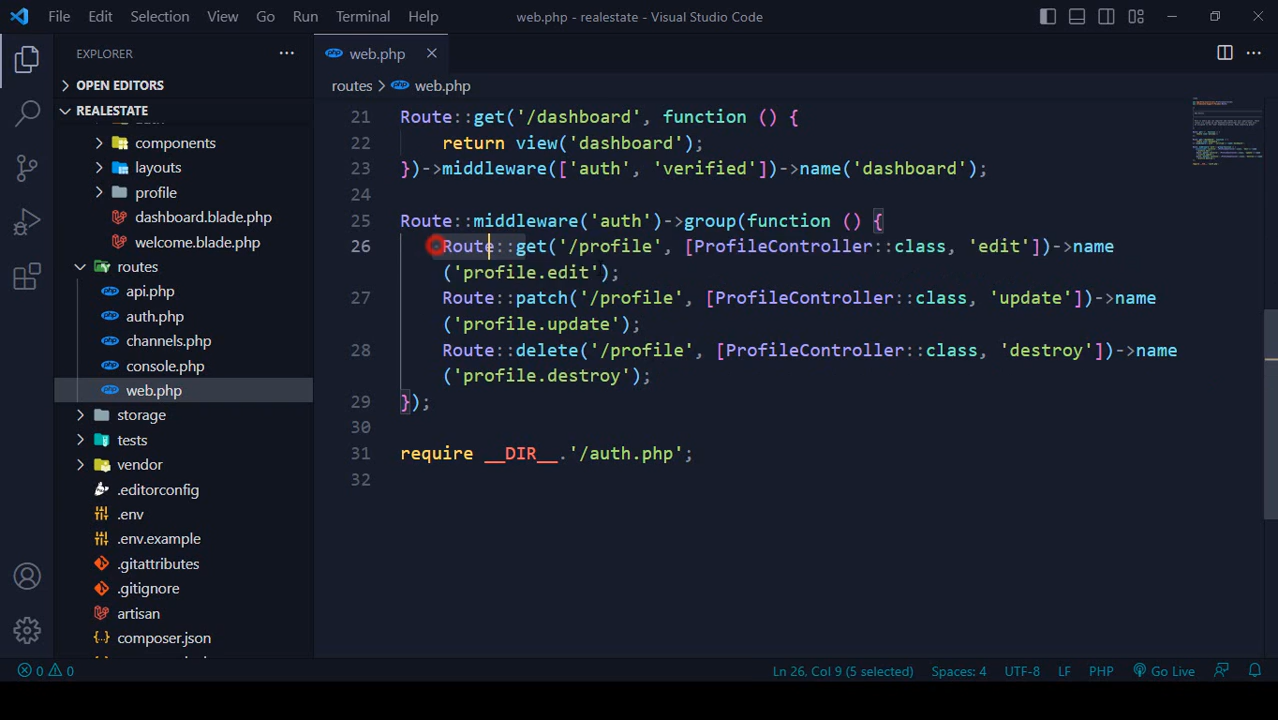 File Edit Selection View Go Run Terminal Help web.php - realestate - Visual Studio Code
EXPLORER
OPEN EDITORS
REALESTATE
components
layouts
profile
dashboard.blade.php
welcome.blade.php
routes
api.php
auth.php
channels.php
console.php
web.php
storage
tests
vendor
.editorconfig
.env
.env.example
.gitattributes
.gitignore
artisan
composer.json
web.php
routes > web.php
21 Route::get('/dashboard', function () {
22 return view('dashboard');
23 })->middleware(['auth', 'verified'])->name('dashboard');
24
25 Route::middleware('auth')->group(function () {
26 Route::get('/profile', [ProfileController::class, 'edit'])->name
('profile.edit');
27 Route::patch('/profile', [ProfileController::class, 'update'])->name
('profile.update');
28 Route::delete('/profile', [ProfileController::class, 'destroy'])->name
('profile.destroy');
29 });
30
31 require __DIR__.'/auth.php';
32
0 0 Ln 26, Col 9 (5 selected) Spaces: 4 UTF-8 LF PHP Go Live